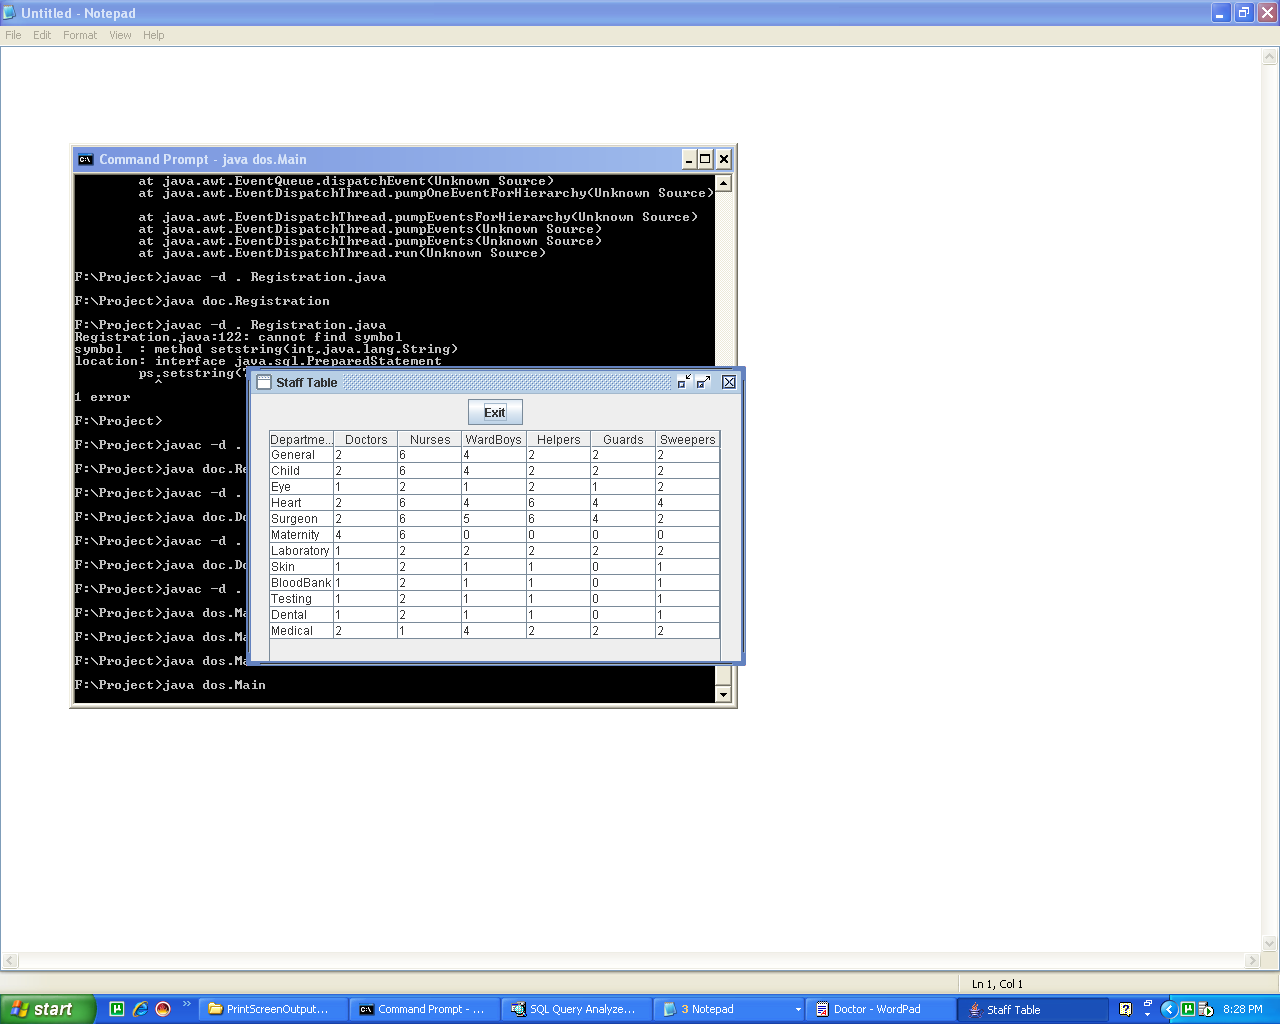 Untitled - Notepad
File Edit Format View Help
Command Prompt - java dos.Main
at java.awt.EventQueue.dispatchEvent(Unknown Source)
at java.awt.EventDispatchThread.pumpOneEventForHierarchy(Unknown Source)
at java.awt.EventDispatchThread.pumpEventsForHierarchy(Unknown Source)
at java.awt.EventDispatchThread.pumpEvents(Unknown Source)
at java.awt.EventDispatchThread.pumpEvents(Unknown Source)
at java.awt.EventDispatchThread.run(Unknown Source)
F:\Project>javac -d . Registration.java
F:\Project>java doc.Registration
F:\Project>javac -d . Registration.java
Registration.java:122: cannot find symbol
symbol : method setstring(int,java.lang.String)
location: interface java.sql.PreparedStatement
ps.setstring(
^
1 error
F:\Project>
F:\Project>javac -d .
F:\Project>java doc.Re
F:\Project>javac -d .
F:\Project>java doc.Do
F:\Project>javac -d .
F:\Project>java doc.Do
F:\Project>javac -d .
F:\Project>java dos.Ma
F:\Project>java dos.Ma
F:\Project>java dos.Ma
F:\Project>java dos.Main
Staff Table
Exit
Departme... Doctors Nurses WardBoys Helpers Guards Sweepers
General 2 6 4 2 2 2
Child 2 6 4 2 2 2
Eye 1 2 1 2 1 2
Heart 2 6 4 6 4 4
Surgeon 2 6 5 6 4 2
Maternity 4 6 0 0 0 0
Laboratory 1 2 2 2 2 2
Skin 1 2 1 1 0 1
BloodBank 1 2 1 1 0 1
Testing 1 2 1 1 0 1
Dental 1 2 1 1 0 1
Medical 2 1 4 2 2 2
Ln 1, Col 1
start PrintScreenOutput... Command Prompt - ... SQL Query Analyze... 3 Notepad Doctor - WordPad Staff Table 8:28 PM